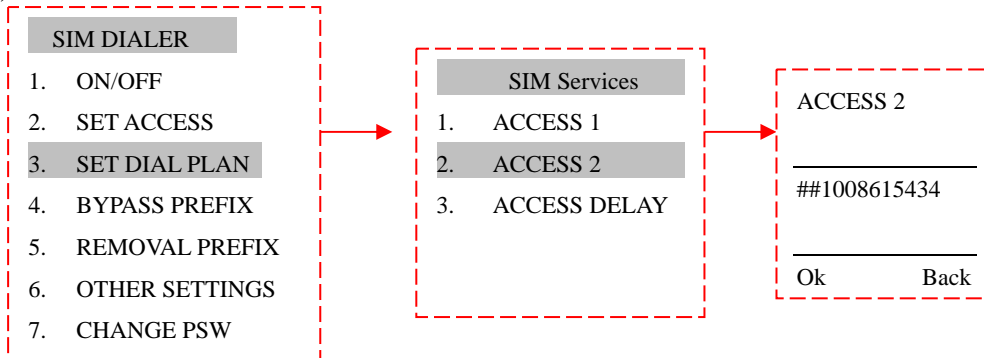 SIM DIALER
1. ON/OFF
2. SET ACCESS
3. SET DIAL PLAN
4. BYPASS PREFIX
5. REMOVAL PREFIX
6. OTHER SETTINGS
7. CHANGE PSW
SIM Services
1. ACCESS 1
2. ACCESS 2
3. ACCESS DELAY
ACCESS 2
##1008615434
Ok Back